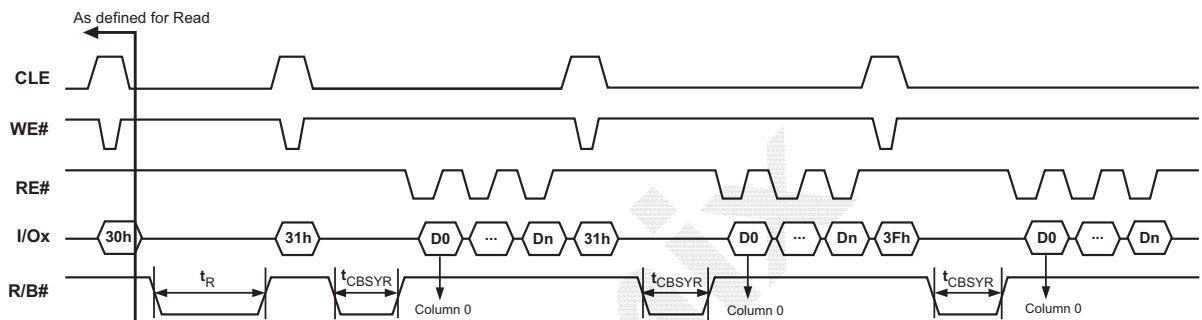 As defined for Read
CLE
WE#
RE#
I/Ox 30h 31h D0 ... Dn 31h D0 ... Dn 3Fh D0 ... Dn
R/B# tR tCBSYR tCBSYR tCBSYR
Column 0 Column 0 Column 0